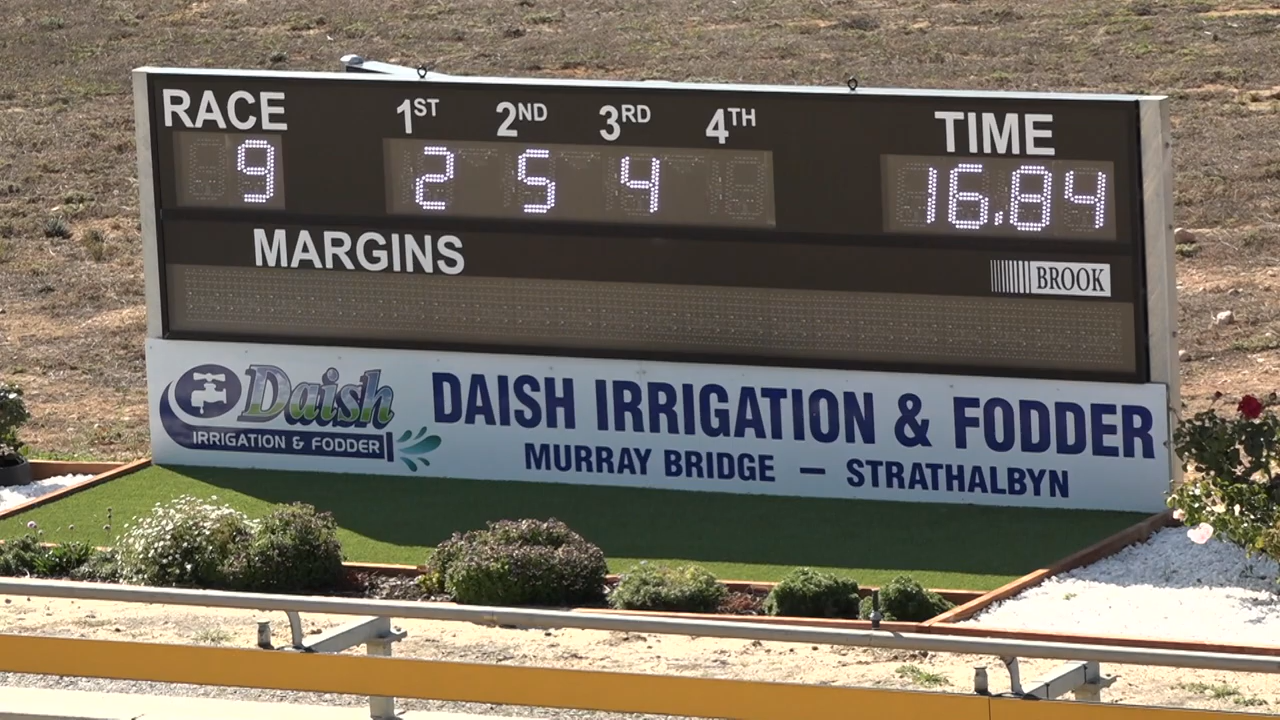 RACE 1ST 2ND 3RD 4TH TIME
9 2 5 4 16.84
MARGINS
BROOK
Daish
IRRIGATION & FODDER
DAISH IRRIGATION & FODDER
MURRAY BRIDGE – STRATHALBYN